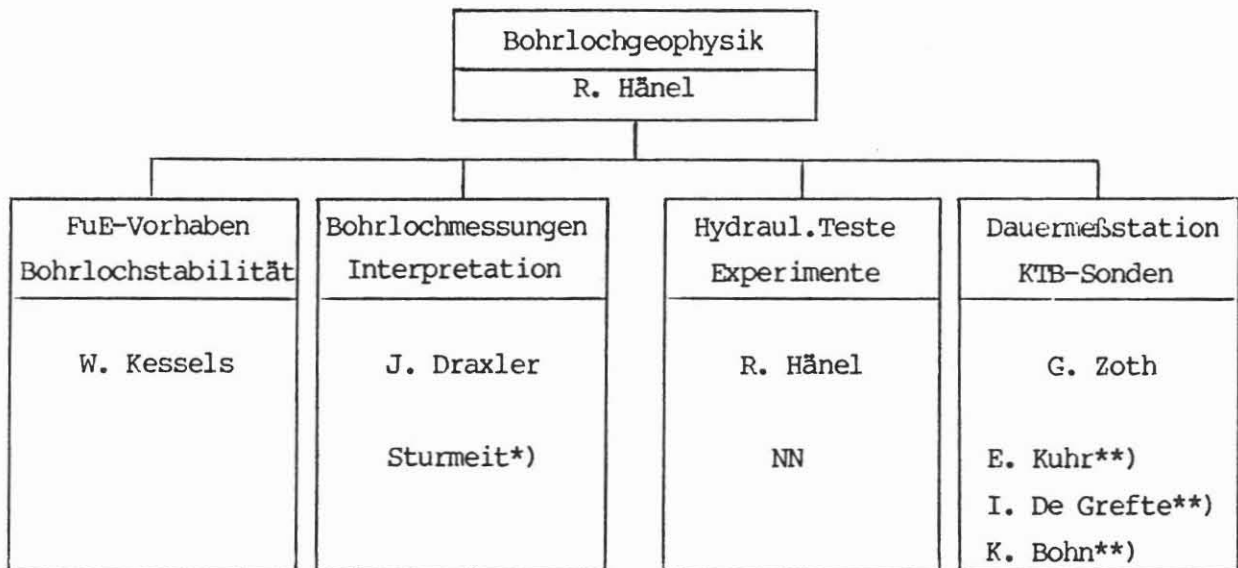 Bohrlochgeophysik
R. Hänel
FuE-Vorhaben
Bohrlochstabilität
W. Kessels
Bohrlochmessungen
Interpretation
J. Draxler
Sturmeit*)
Hydraul.Teste
Experimente
R. Hänel
NN
Dauermeßstation
KTB-Sonden
G. Zoth
E. Kuhr**)
I. De Grefte**)
K. Bohn**)